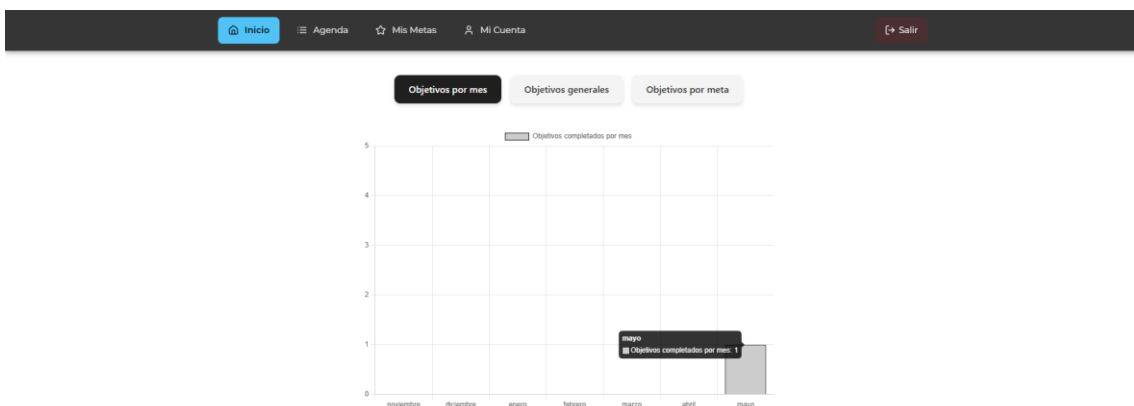 Inicio Agenda Mis Metas Mi Cuenta Salir
Objetivos por mes Objetivos generales Objetivos por meta
Objetivos completados por mes
5
4
3
2
mayo
1 Objetivos completados por mes: 1
0
noviembre diciembre enero febrero marzo abril mayo